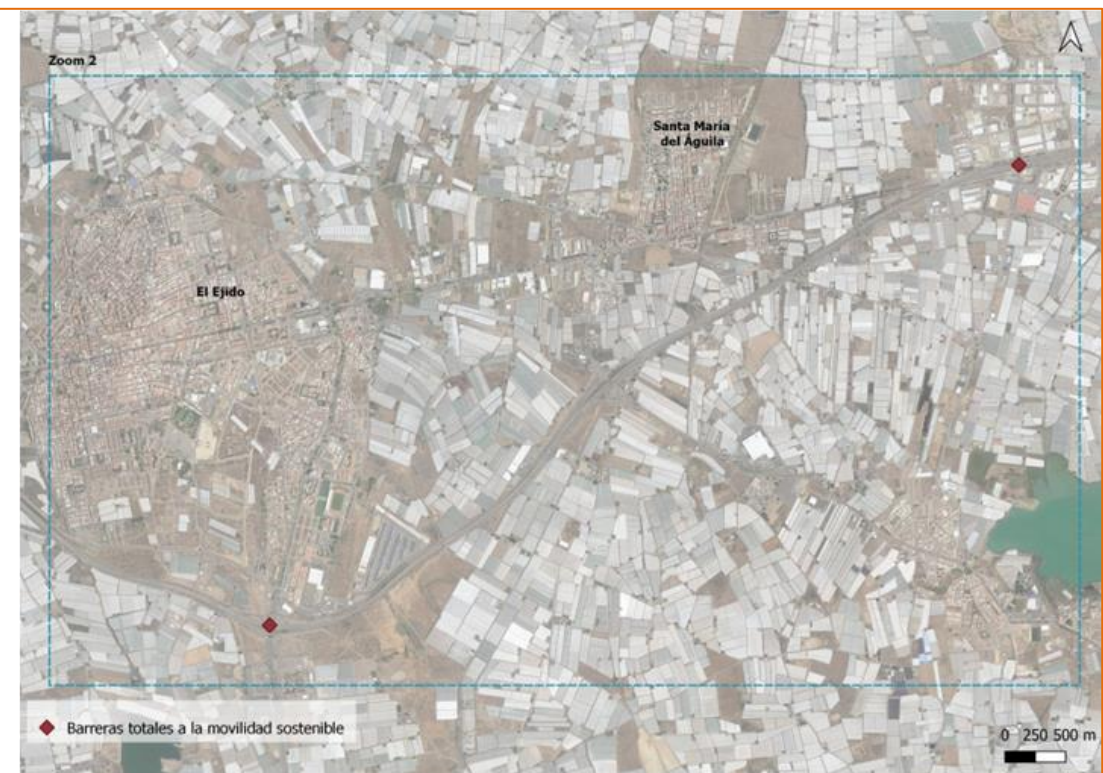 Zoom 2
Santa María
del Águila
El Ejido
Barreras totales a la movilidad sostenible
0 250 500 m